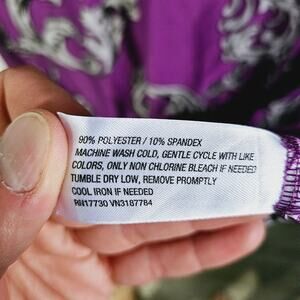 90% POLYESTER / 10% SPANDEX
MACHINE WASH COLD, GENTLE CYCLE WITH LIKE
COLORS, ONLY NON CHLORINE BLEACH IF NEEDED
TUMBLE DRY LOW, REMOVE PROMPTLY
COOL IRON IF NEEDED
RN17730 VN3187784